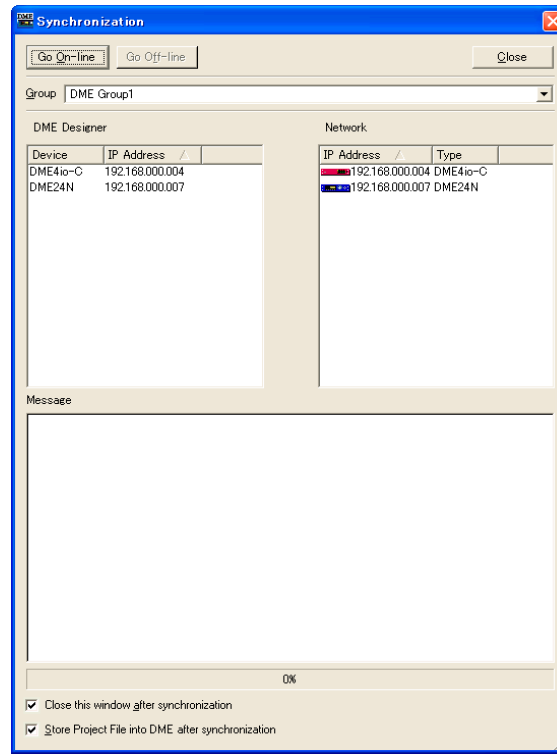 DME Synchronization
Go On-line Go Off-line Close
Group DME Group1
DME Designer Network
Device IP Address IP Address Type
DME4io-C 192.168.000.004 192.168.000.004 DME4io-C
DME24N 192.168.000.007 192.168.000.007 DME24N
Message
0%
Close this window after synchronization
Store Project File into DME after synchronization